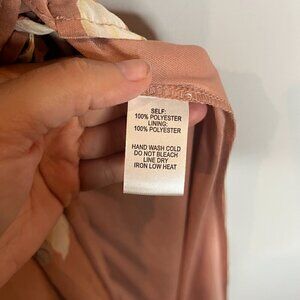 SELF:
100% POLYESTER
LINING:
100% POLYESTER
HAND WASH COLD
DO NOT BLEACH
LINE DRY
IRON LOW HEAT